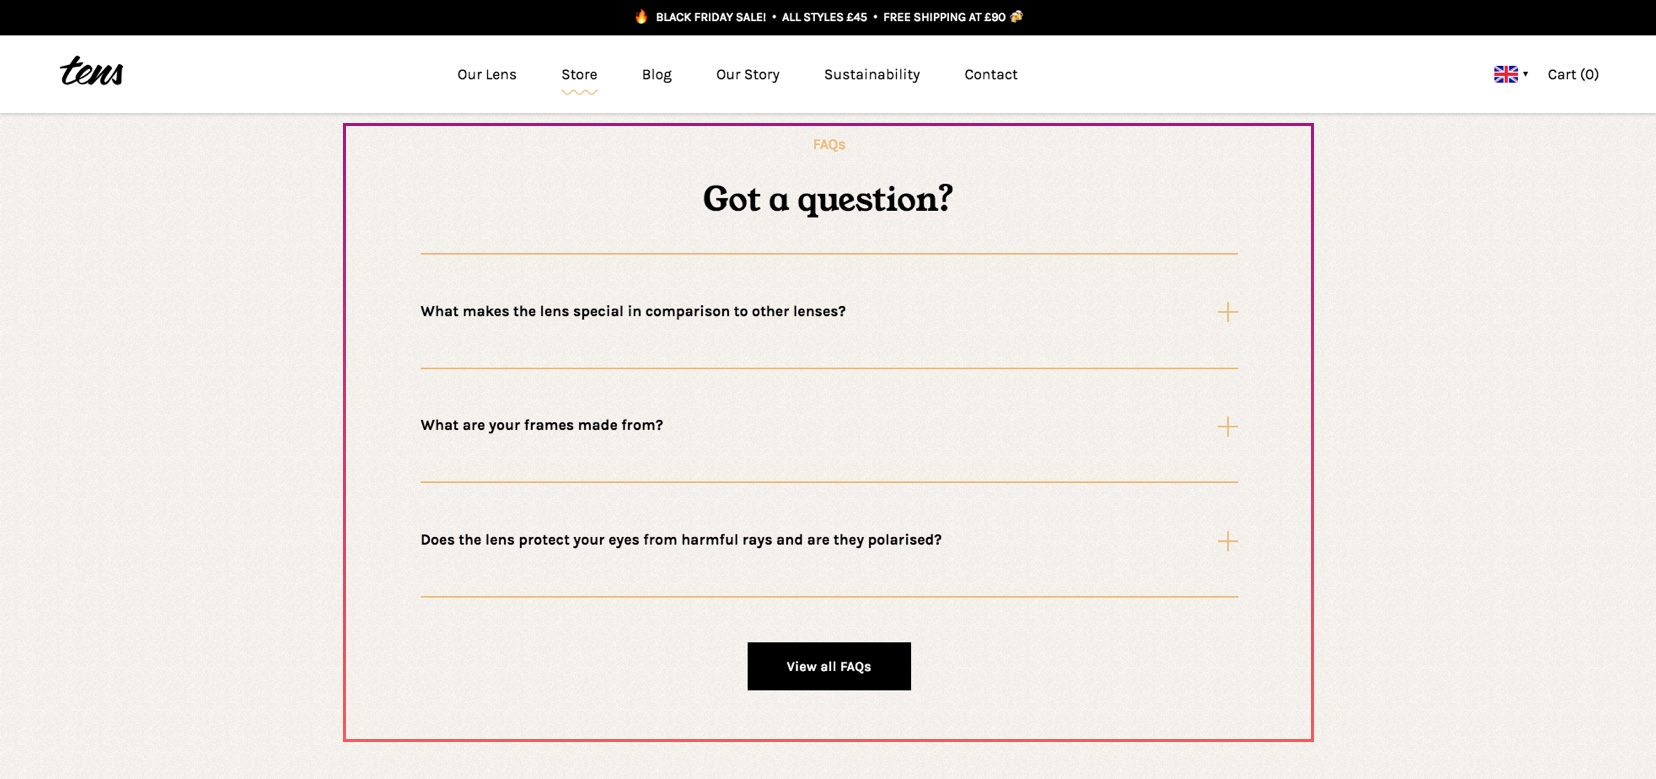 BLACK FRIDAY SALE! • ALL STYLES £45 • FREE SHIPPING AT £90
tens
Our Lens Store Blog Our Story Sustainability Contact
Cart (0)
FAQs
Got a question?
What makes the lens special in comparison to other lenses?
What are your frames made from?
Does the lens protect your eyes from harmful rays and are they polarised?
View all FAQs